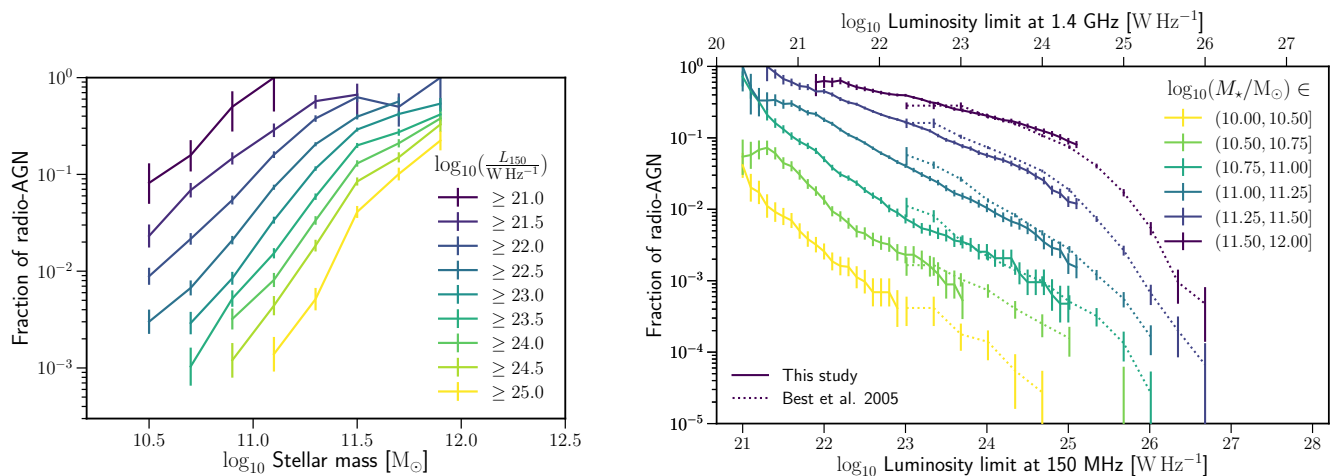 Fraction of radio-AGN
10⁰
10⁻¹
10⁻²
10⁻³
10.5 11.0 11.5 12.0 12.5
log₁₀ Stellar mass [M☉]
log₁₀(L₁₅₀/W Hz⁻¹)
≥ 21.0
≥ 21.5
≥ 22.0
≥ 22.5
≥ 23.0
≥ 23.5
≥ 24.0
≥ 24.5
≥ 25.0
log₁₀ Luminosity limit at 1.4 GHz [W Hz⁻¹]
20 21 22 23 24 25 26 27
Fraction of radio-AGN
10⁰
10⁻¹
10⁻²
10⁻³
10⁻⁴
10⁻⁵
log₁₀(M⋆/M☉) ∈
(10.00, 10.50]
(10.50, 10.75]
(10.75, 11.00]
(11.00, 11.25]
(11.25, 11.50]
(11.50, 12.00]
This study
Best et al. 2005
21 22 23 24 25 26 27 28
log₁₀ Luminosity limit at 150 MHz [W Hz⁻¹]